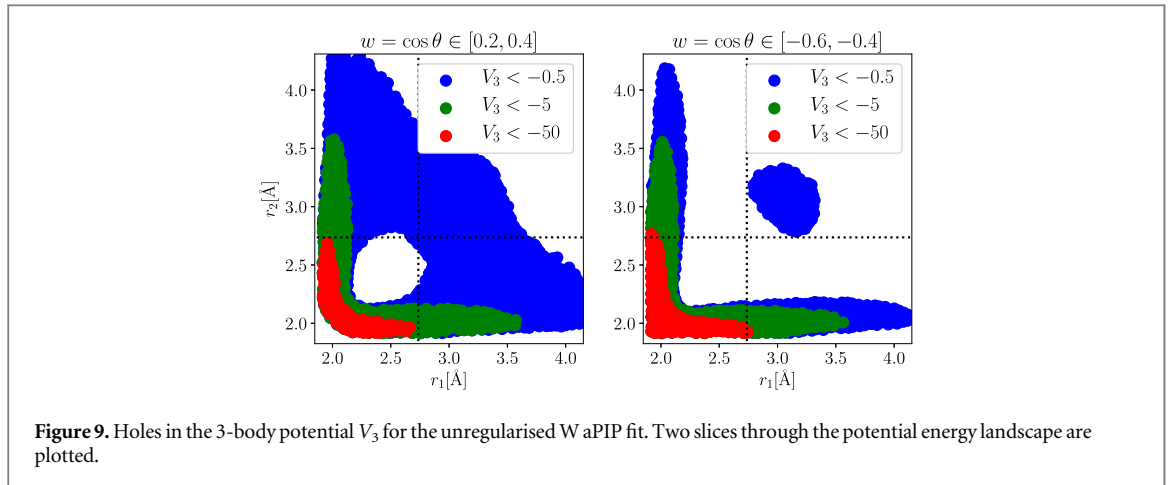 w = cos θ ∈ [0.2, 0.4]
V₃ < −0.5
V₃ < −5
V₃ < −50
4.0
3.5
3.0
2.5
2.0
r₂[Å]
2.0 2.5 3.0 3.5 4.0
r₁[Å]
w = cos θ ∈ [−0.6, −0.4]
V₃ < −0.5
V₃ < −5
V₃ < −50
4.0
3.5
3.0
2.5
2.0
2.0 2.5 3.0 3.5 4.0
r₁[Å]
Figure 9. Holes in the 3-body potential V₃ for the unregularised W aPIP fit. Two slices through the potential energy landscape are
plotted.